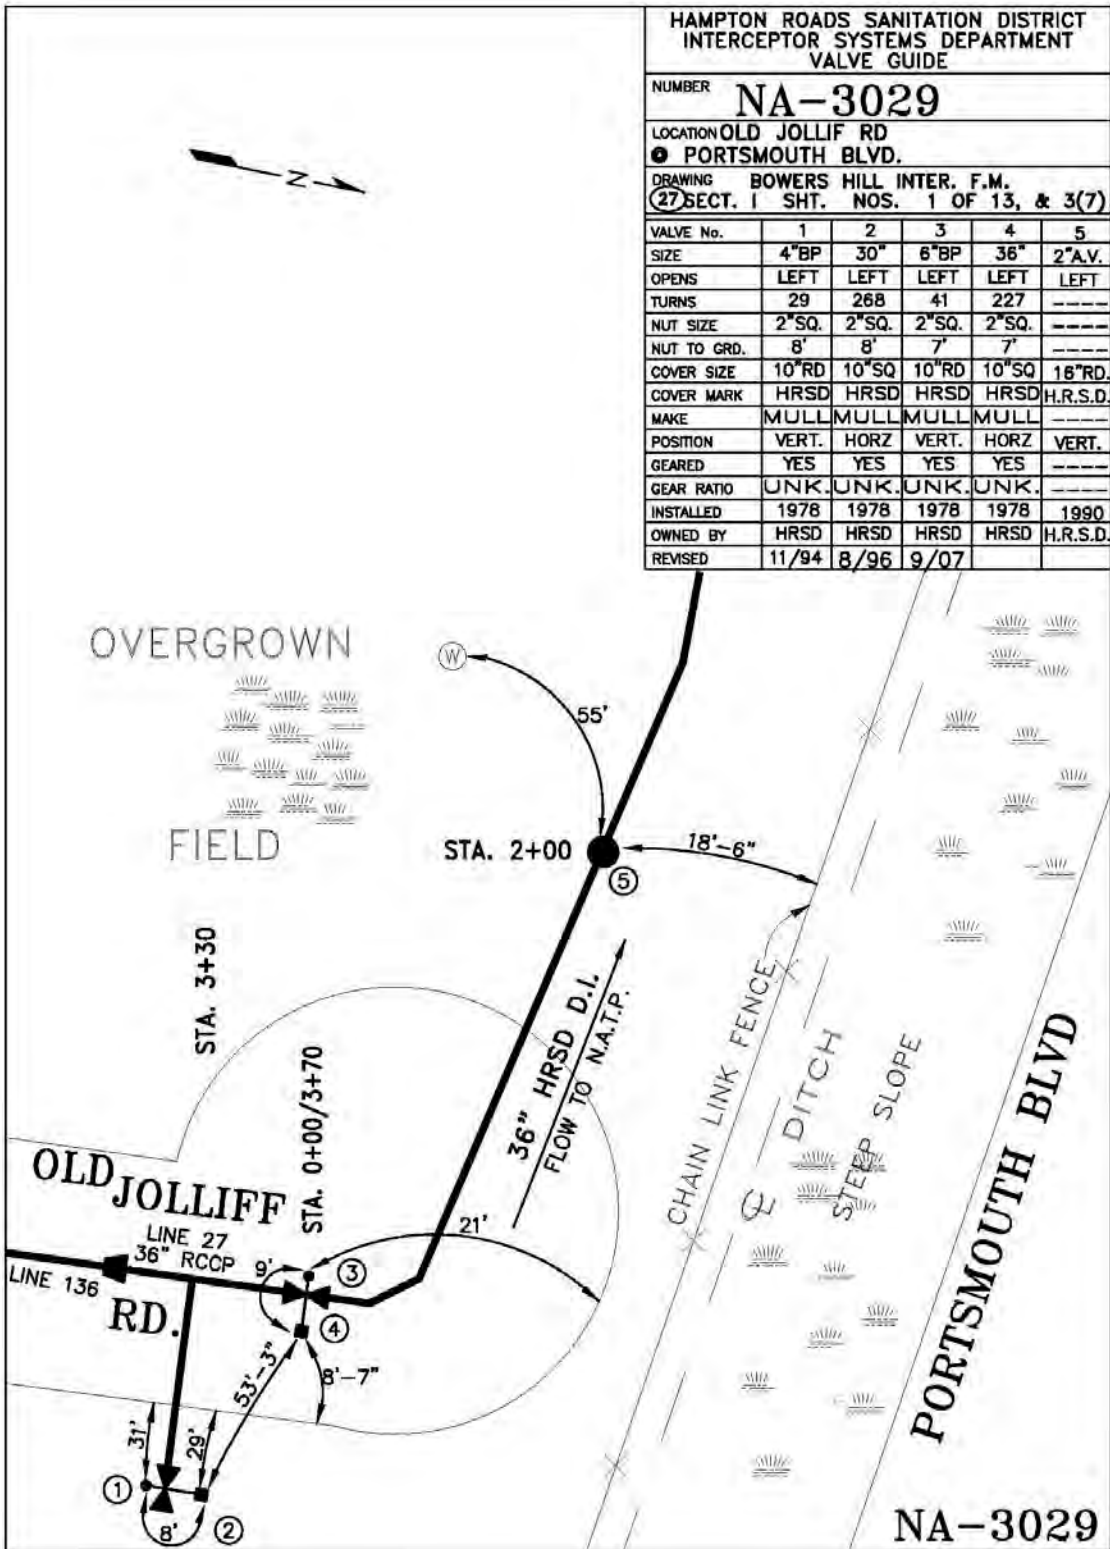 HAMPTON ROADS SANITATION DISTRICT
INTERCEPTOR SYSTEMS DEPARTMENT
VALVE GUIDE
NUMBER NA-3029
LOCATION OLD JOLLIF RD
@ PORTSMOUTH BLVD.
DRAWING BOWERS HILL INTER. F.M.
27 SECT. I SHT. NOS. 1 OF 13, & 3(7)
VALVE No. 1 2 3 4 5
SIZE 4"BP 30" 6"BP 36" 2"A.V.
OPENS LEFT LEFT LEFT LEFT LEFT
TURNS 29 268 41 227 ----
NUT SIZE 2"SQ. 2"SQ. 2"SQ. 2"SQ. ----
NUT TO GRD. 8' 8' 7' 7' ----
COVER SIZE 10"RD 10"SQ 10"RD 10"SQ 16"RD.
COVER MARK HRSD HRSD HRSD HRSD H.R.S.D.
MAKE MULL MULL MULL MULL ----
POSITION VERT. HORZ VERT. HORZ VERT.
GEARED YES YES YES YES ----
GEAR RATIO UNK. UNK. UNK. UNK. ----
INSTALLED 1978 1978 1978 1978 1990
OWNED BY HRSD HRSD HRSD HRSD H.R.S.D.
REVISED 11/94 8/96 9/07
N
OVERGROWN
FIELD
W
55'
STA. 2+00
5
18'-6"
STA. 3+30
STA. 0+00/3+70
36" HRSD D.I.
FLOW TO N.A.T.P.
CHAIN LINK FENCE
℄ DITCH
STEEP SLOPE
PORTSMOUTH BLVD
OLD JOLLIFF
RD.
LINE 27
36" RCCP
LINE 136
21'
9'
3
4
8'-7"
53'-3"
31'
29'
1
8'
2
NA-3029